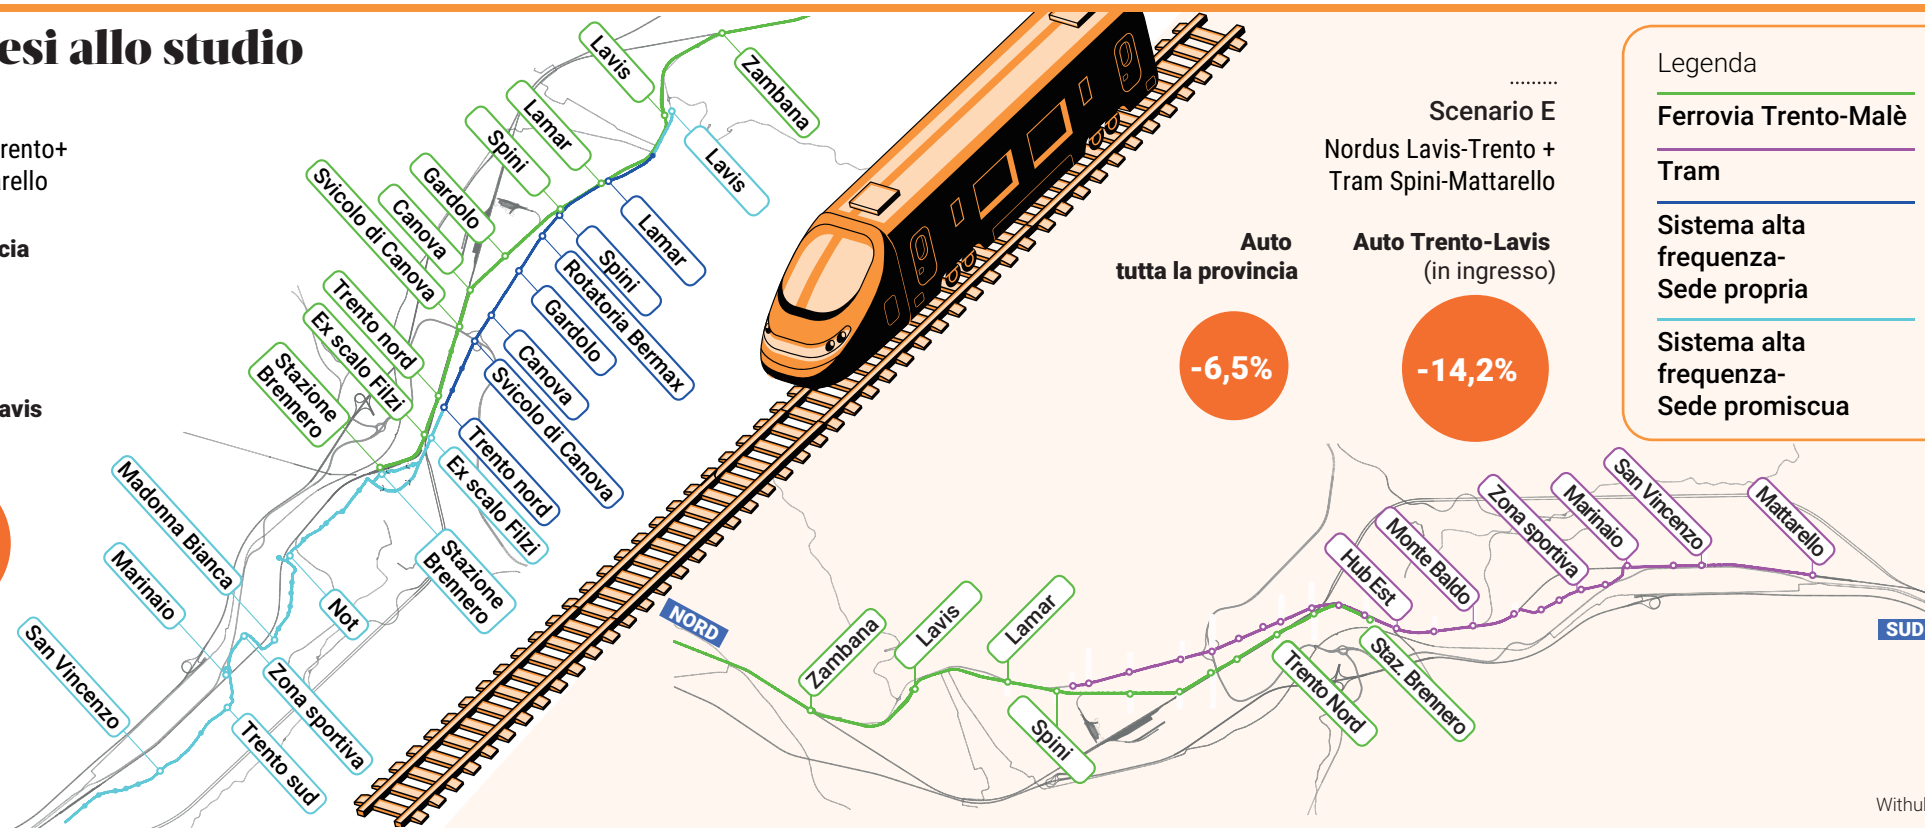 esi allo studio
rento+
arello
cia
avis
Lavis
Zambana
Lamar
Spini
Lavis
Gardolo
Canova
Svicolo di Canova
Lamar
Spini
Rotatoria Bermax
Trento nord
Ex scalo Filzi
Gardolo
Canova
Stazione
Brennero
Svicolo di Canova
Trento nord
Ex scalo Filzi
Madonna Bianca
Stazione
Brennero
Marinaio
Not
San Vincenzo
Zona sportiva
Trento sud
Scenario E
Nordus Lavis-Trento +
Tram Spini-Mattarello
Auto
tutta la provincia
-6,5%
Auto Trento-Lavis
(in ingresso)
-14,2%
Legenda
Ferrovia Trento-Malè
Tram
Sistema alta
frequenza-
Sede propria
Sistema alta
frequenza-
Sede promiscua
NORD
Zambana
Lavis
Lamar
Spini
Hub Est
Monte Baldo
Zona sportiva
Marinaio
San Vincenzo
Mattarello
Trento Nord
Staz. Brennero
SUD
Withu